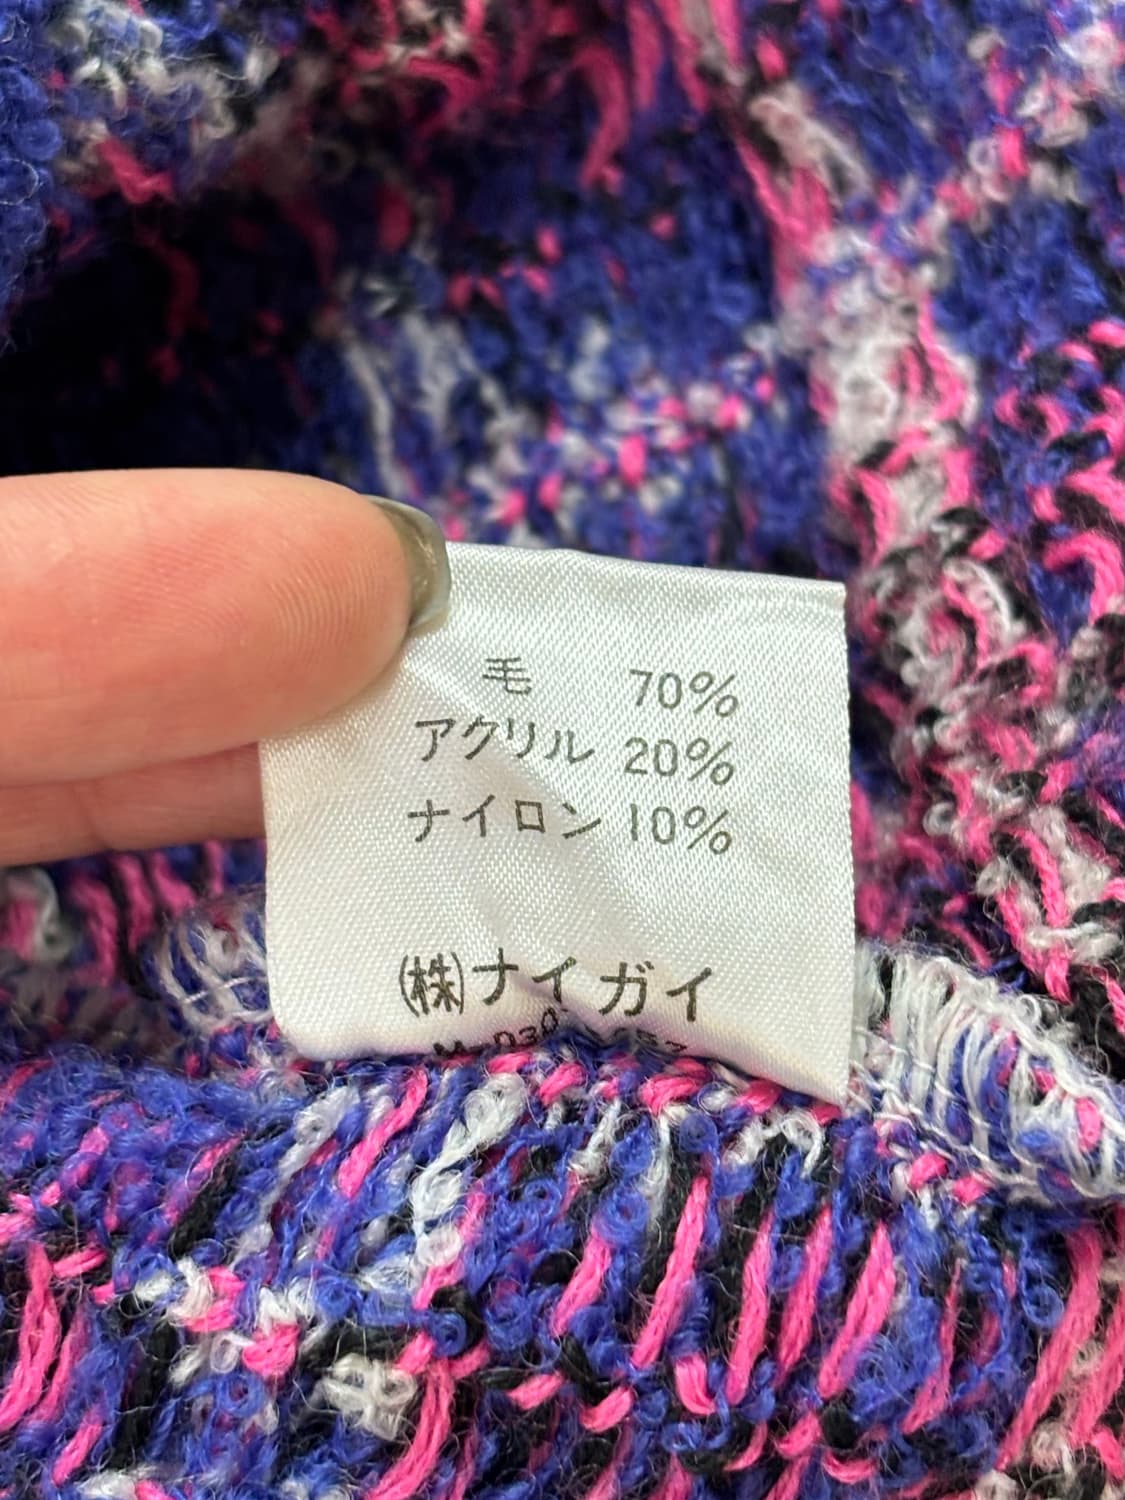 毛 70%
アクリル 20%
ナイロン 10%
(株)ナイガイ